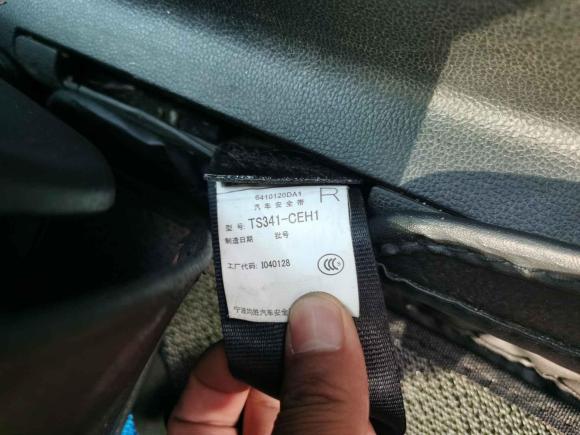 6410120DA1
R
汽车安全带
型 号: TS341-CEH1
制造日期 批号
工厂代码: I040128
CCC
宁波均胜汽车安全